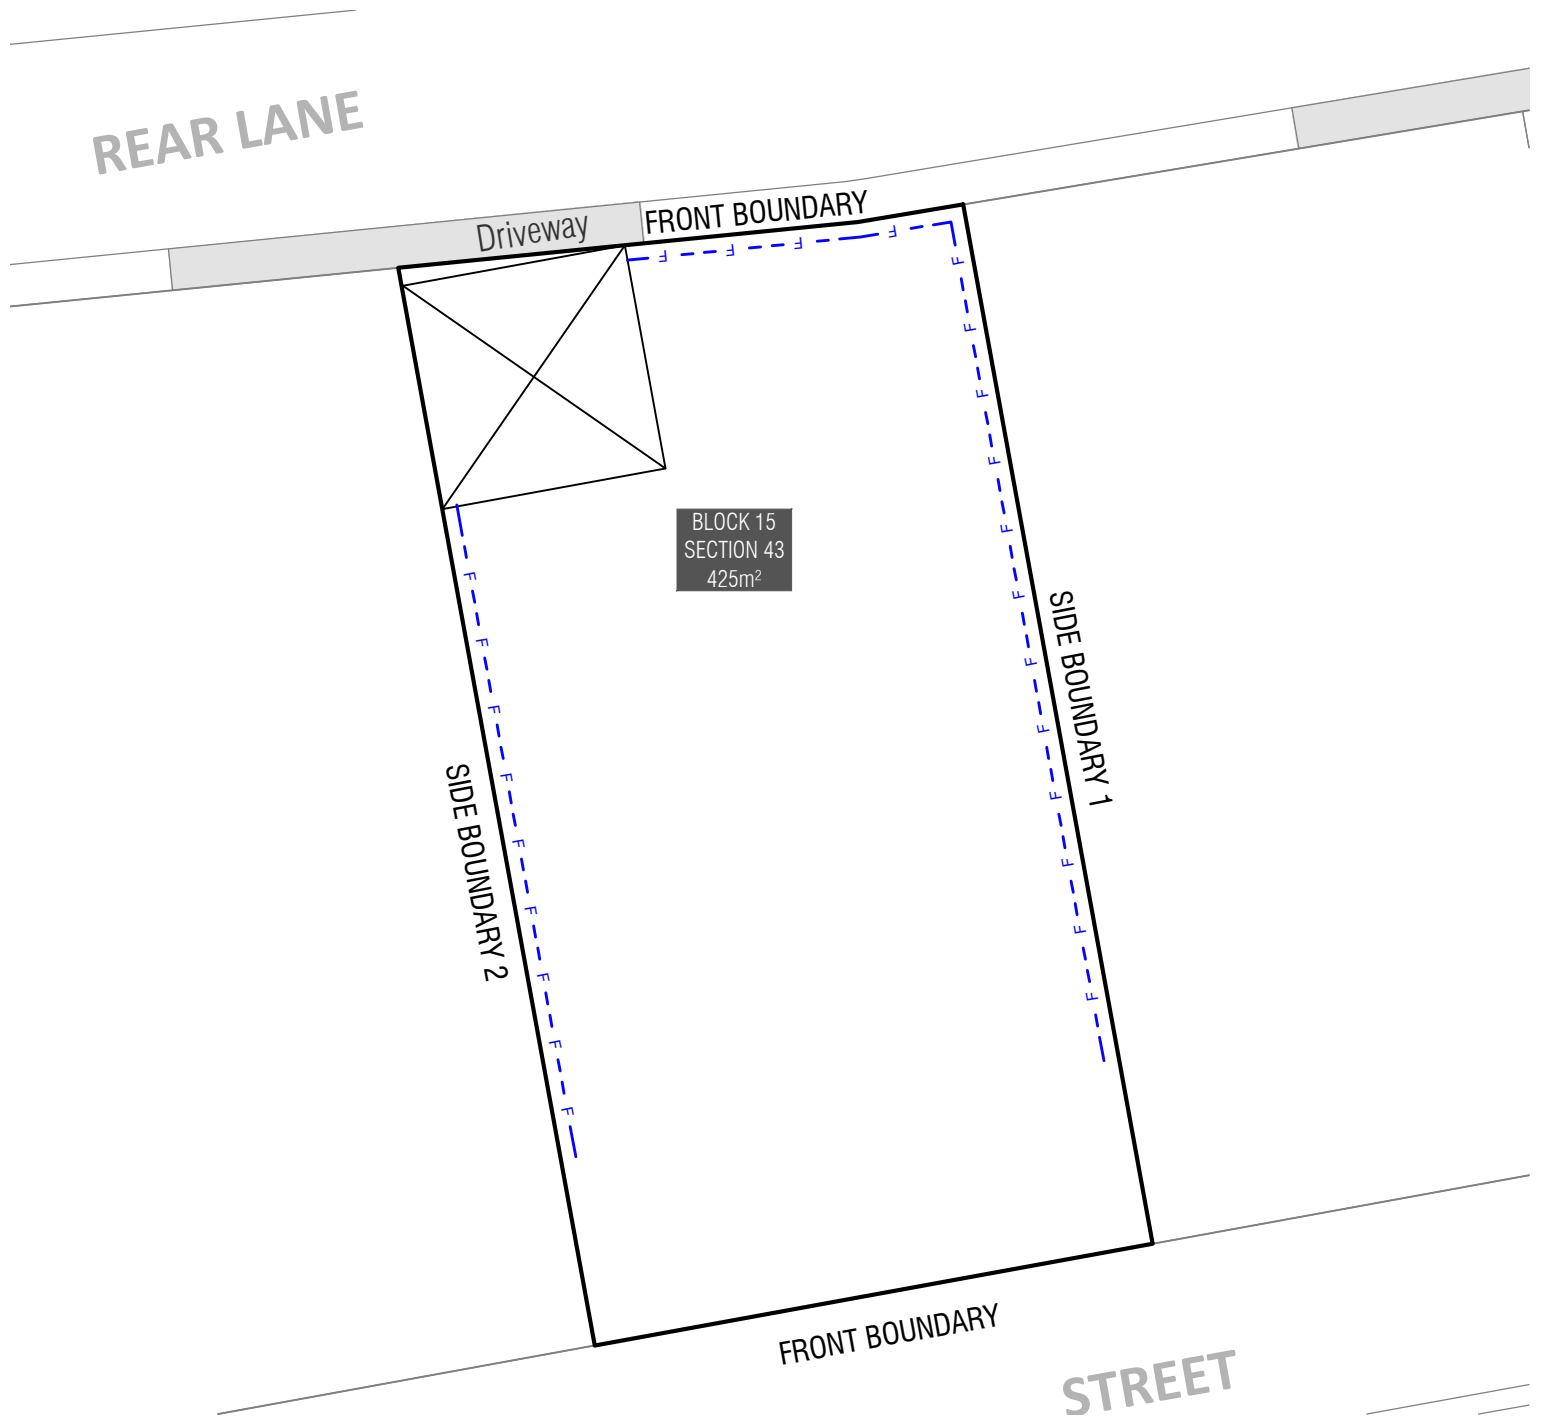 REAR LANE
Driveway
FRONT BOUNDARY
F F F F
F F F F F F F F F F F F
BLOCK 15
SECTION 43
425m²
SIDE BOUNDARY 1
SIDE BOUNDARY 2
F F F F F F F F F
FRONT BOUNDARY
STREET